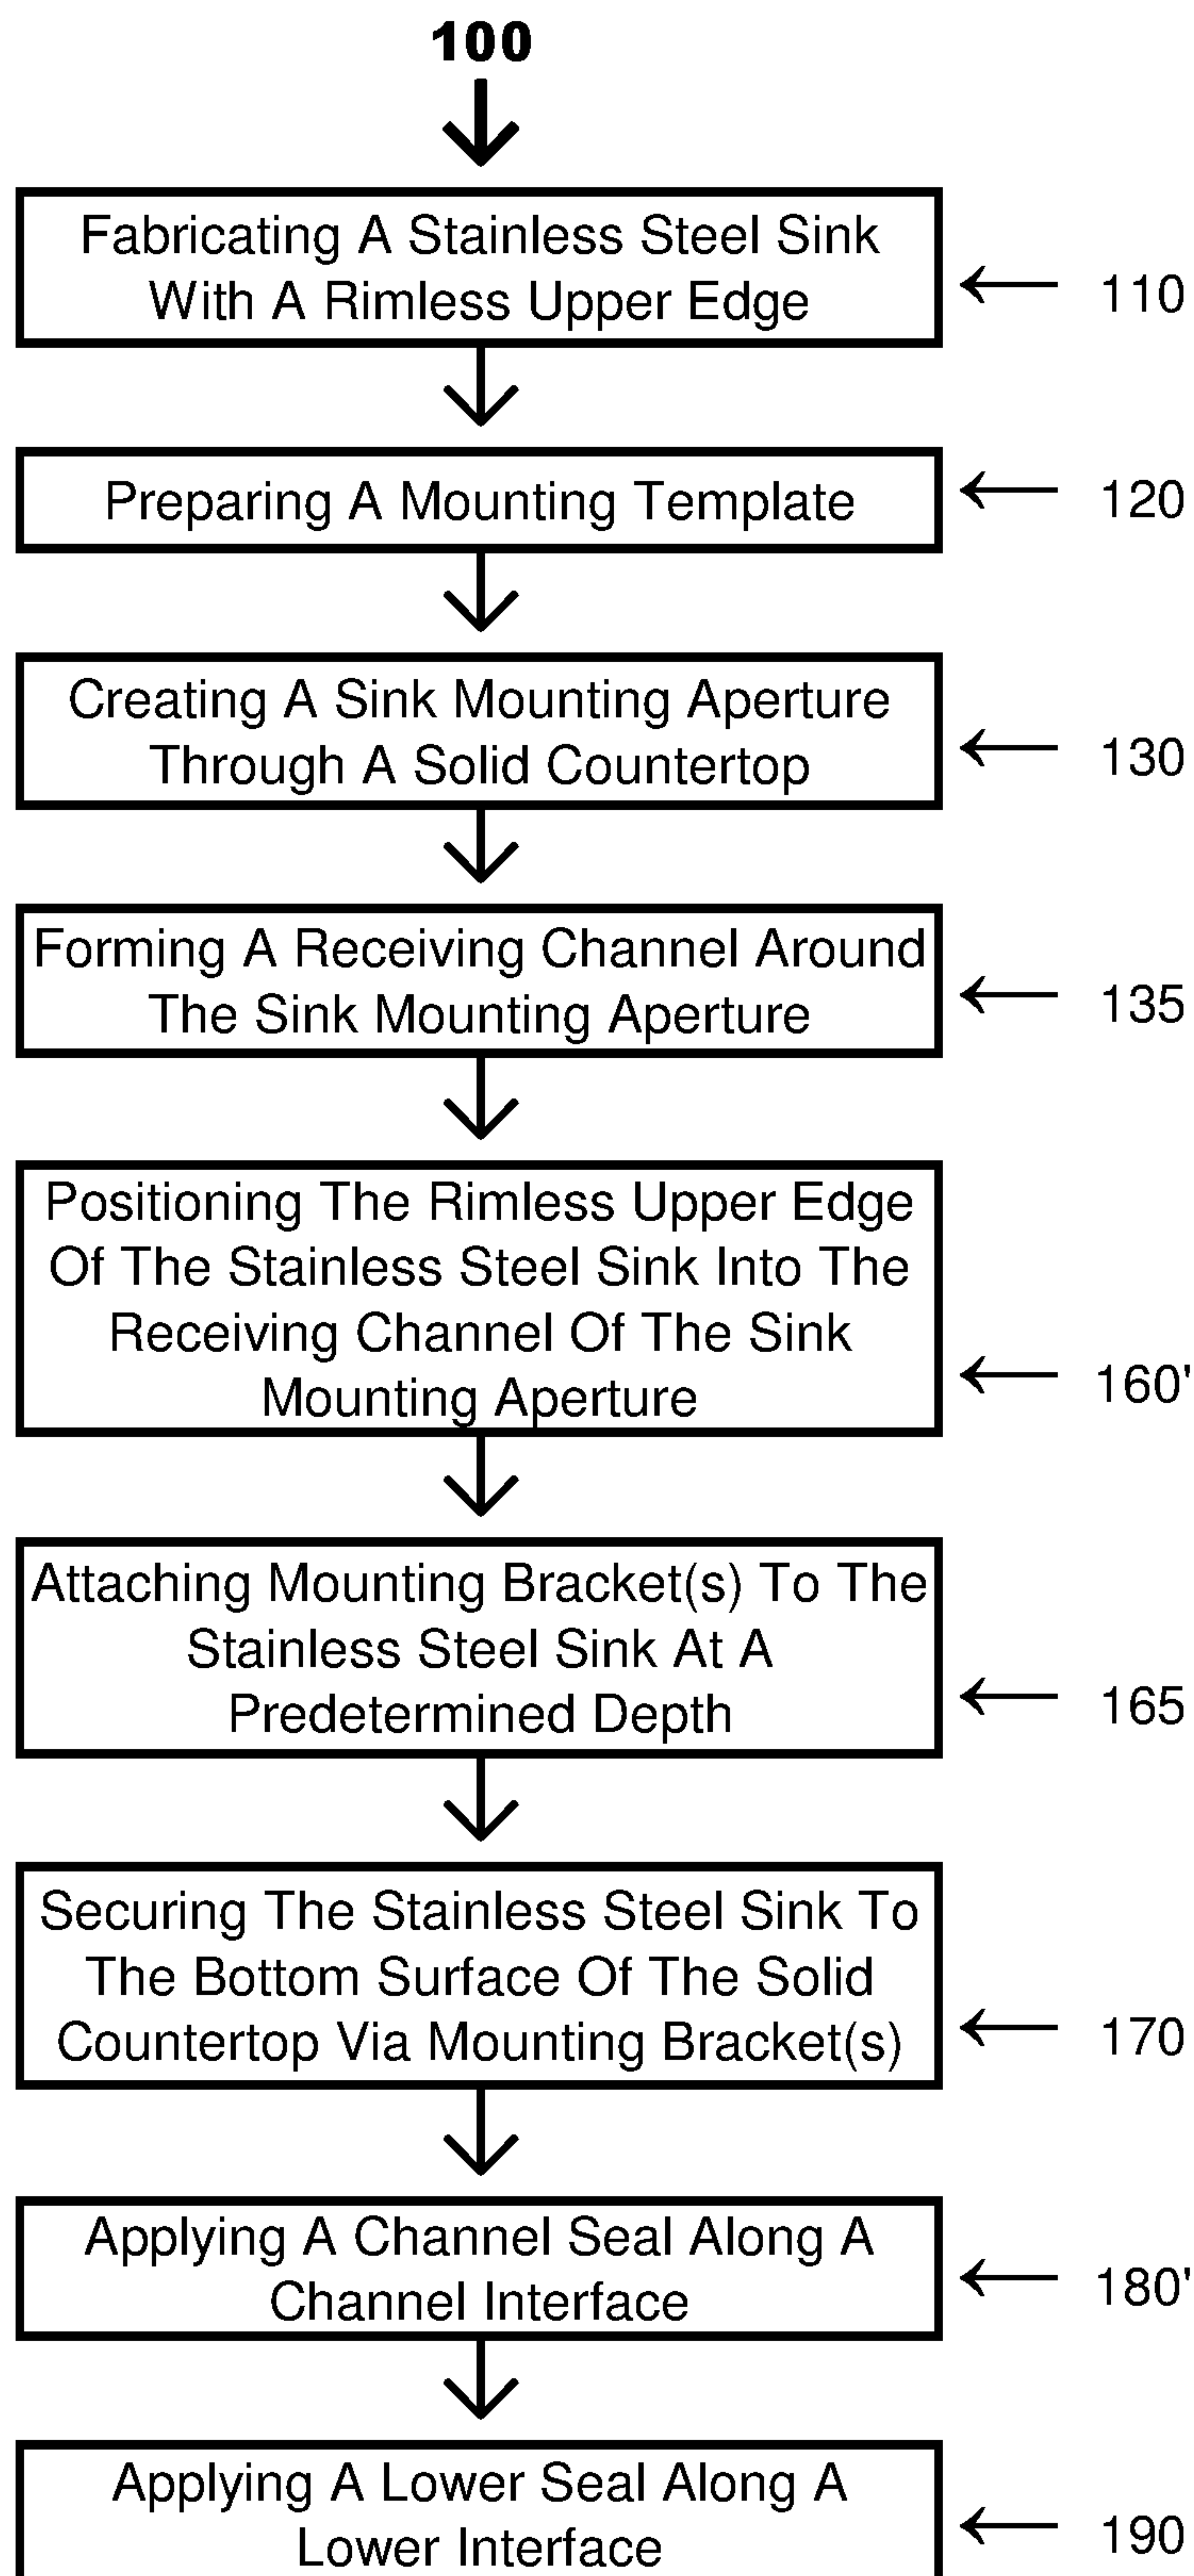 100
Fabricating A Stainless Steel Sink
With A Rimless Upper Edge
110
Preparing A Mounting Template
120
Creating A Sink Mounting Aperture
Through A Solid Countertop
130
Forming A Receiving Channel Around
The Sink Mounting Aperture
135
Positioning The Rimless Upper Edge
Of The Stainless Steel Sink Into The
Receiving Channel Of The Sink
Mounting Aperture
160'
Attaching Mounting Bracket(s) To The
Stainless Steel Sink At A
Predetermined Depth
165
Securing The Stainless Steel Sink To
The Bottom Surface Of The Solid
Countertop Via Mounting Bracket(s)
170
Applying A Channel Seal Along A
Channel Interface
180'
Applying A Lower Seal Along A
Lower Interface
190